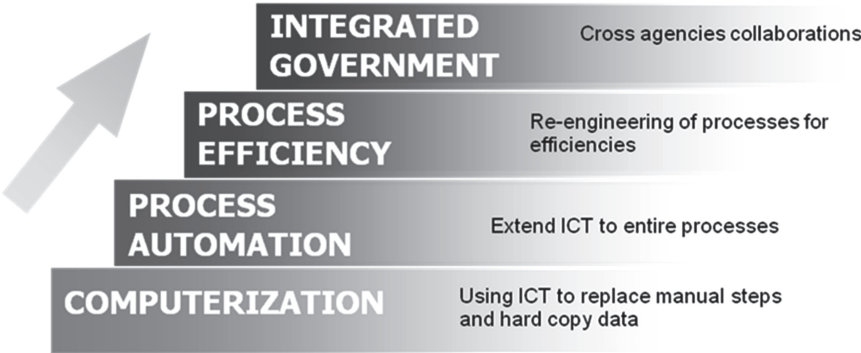 INTEGRATED
GOVERNMENT
Cross agencies collaborations
PROCESS
EFFICIENCY
Re-engineering of processes for
efficiencies
PROCESS
AUTOMATION
Extend ICT to entire processes
COMPUTERIZATION
Using ICT to replace manual steps
and hard copy data